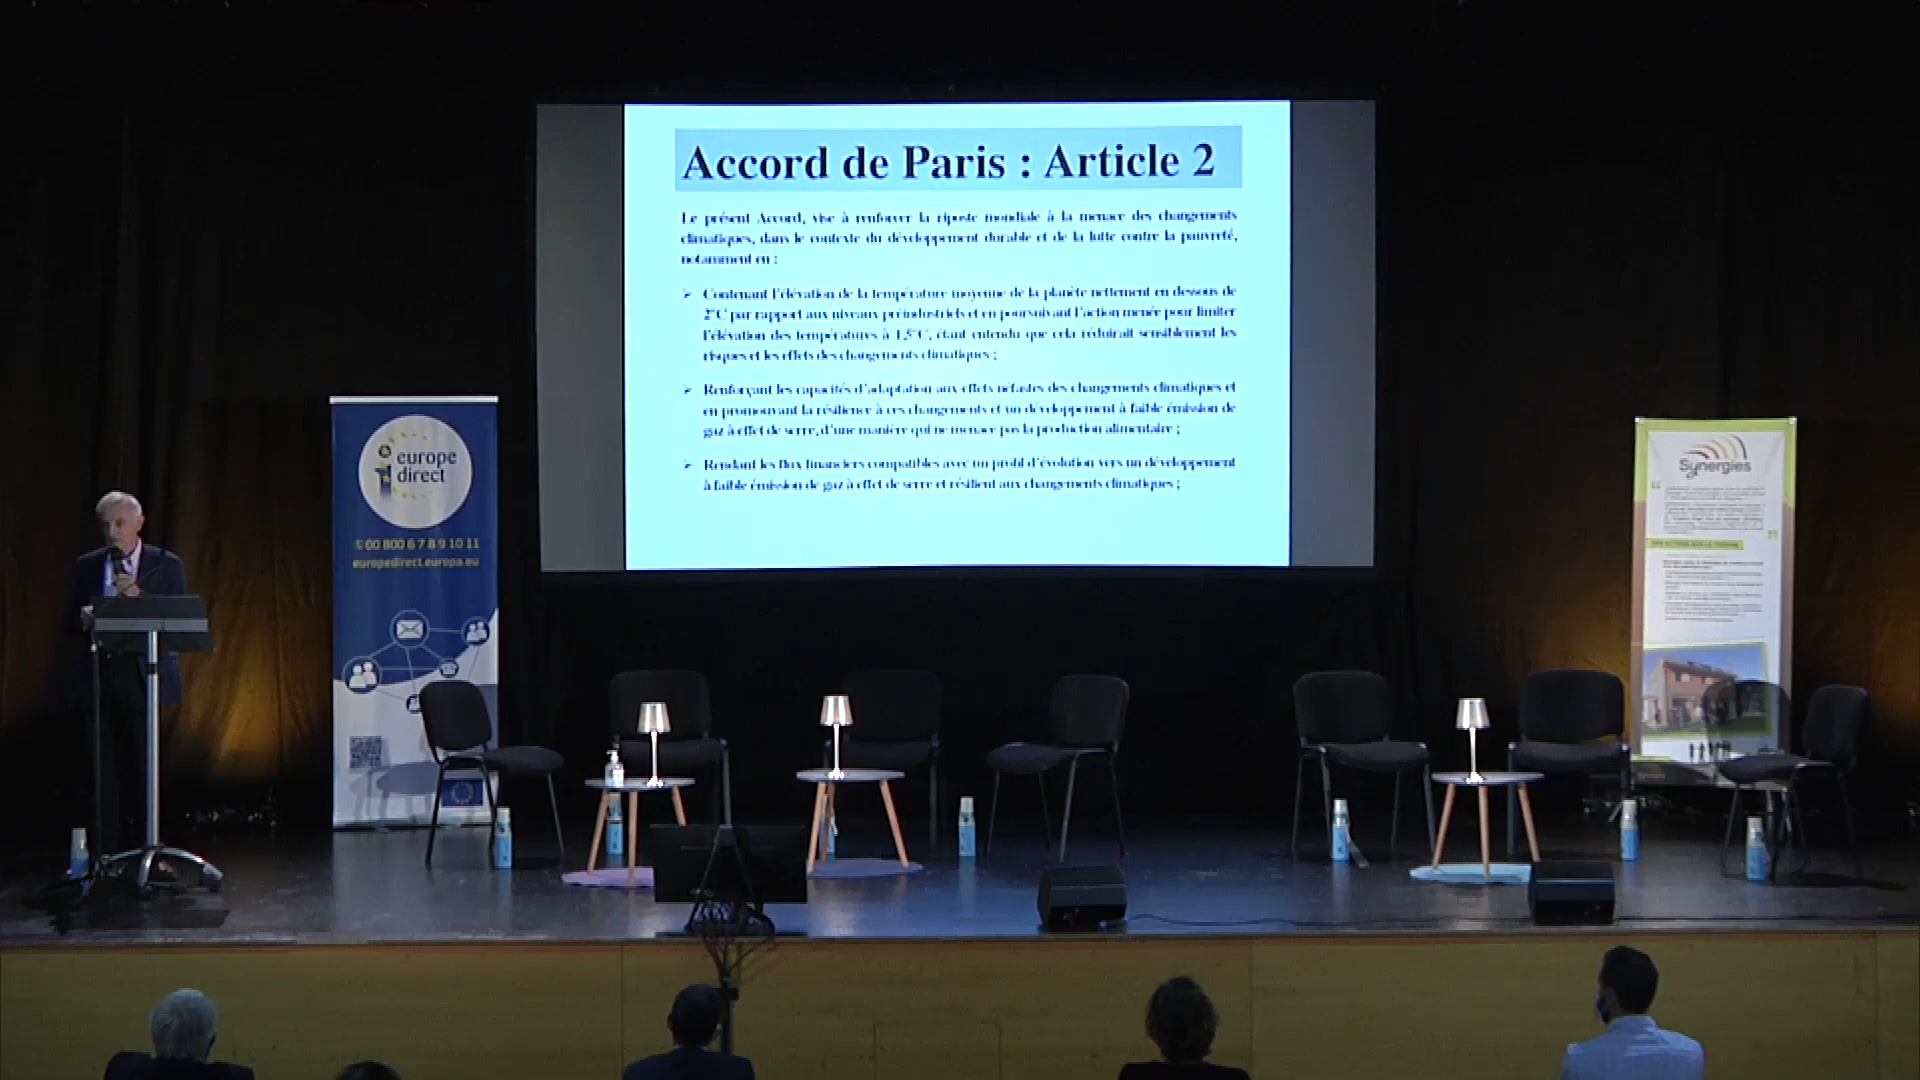 Accord de Paris : Article 2
Le présent Accord, vise à renforcer la riposte mondiale à la menace des changements
climatiques, dans le contexte du développement durable et de la lutte contre la pauvreté,
notamment en :
➢ Contenant l'élévation de la température moyenne de la planète nettement en dessous de
2°C par rapport aux niveaux préindustriels et en poursuivant l'action menée pour limiter
l'élévation des températures à 1,5°C, étant entendu que cela réduirait sensiblement les
risques et les effets des changements climatiques ;
➢ Renforçant les capacités d'adaptation aux effets néfastes des changements climatiques et
en promouvant la résilience à ces changements et un développement à faible émission de
gaz à effet de serre, d'une manière qui ne menace pas la production alimentaire ;
➢ Rendant les flux financiers compatibles avec un profil d'évolution vers un développement
à faible émission de gaz à effet de serre et résilient aux changements climatiques ;
europe
direct
00 800 6 7 8 9 10 11
europedirect.europa.eu
Synergies